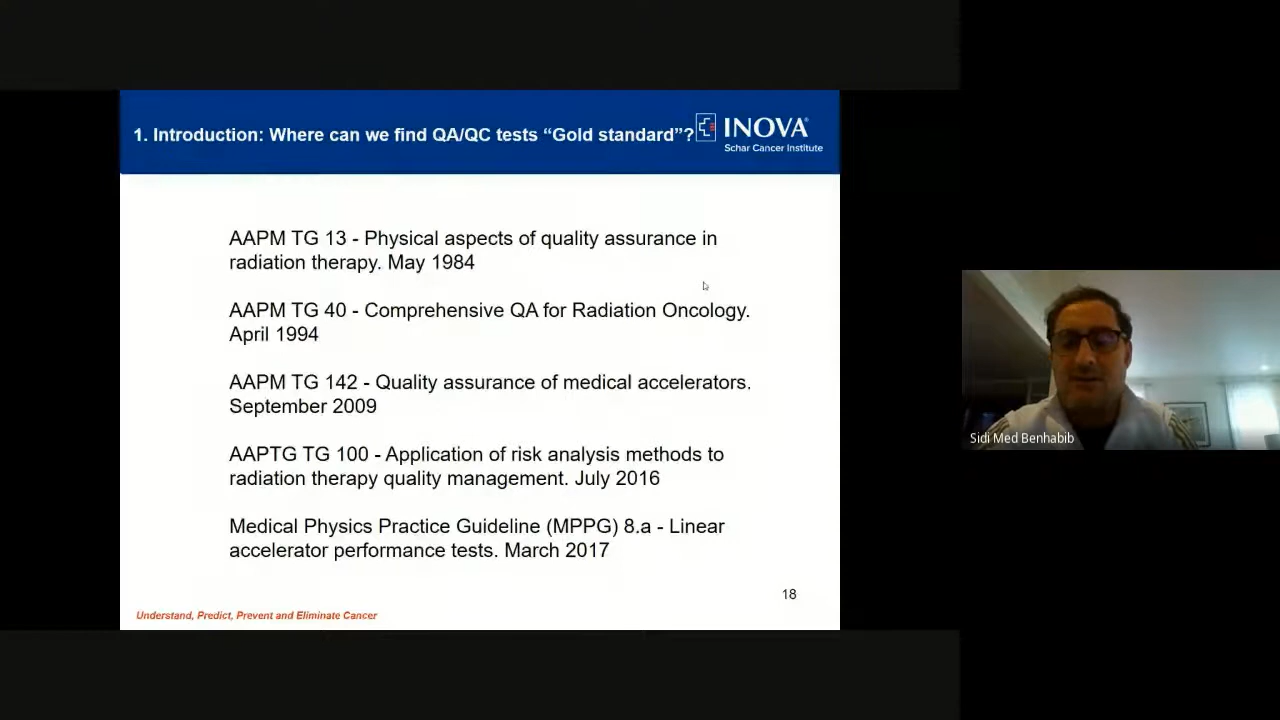 1. Introduction: Where can we find QA/QC tests “Gold standard”?
INOVA®
Schar Cancer Institute
AAPM TG 13 - Physical aspects of quality assurance in
radiation therapy. May 1984
AAPM TG 40 - Comprehensive QA for Radiation Oncology.
April 1994
AAPM TG 142 - Quality assurance of medical accelerators.
September 2009
AAPTG TG 100 - Application of risk analysis methods to
radiation therapy quality management. July 2016
Medical Physics Practice Guideline (MPPG) 8.a - Linear
accelerator performance tests. March 2017
18
Understand, Predict, Prevent and Eliminate Cancer
Sidi Med Benhabib